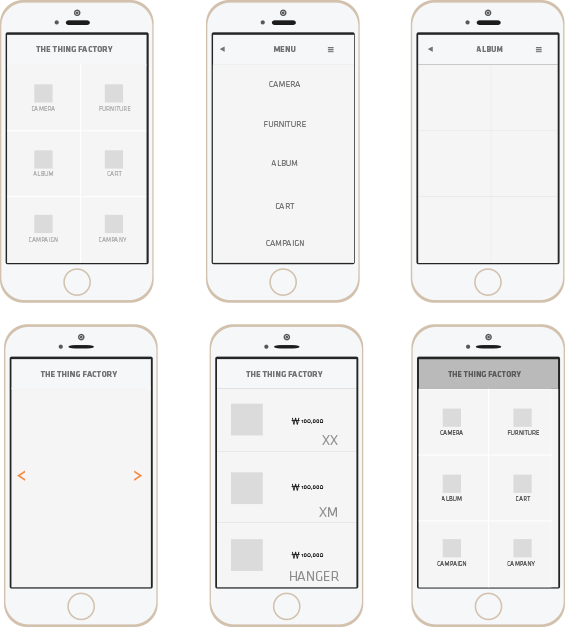 THE THING FACTORY
CAMERA
FURNITURE
ALBUM
CART
CAMPAIGN
CAMPANY
MENU
CAMERA
FURNITURE
ALBUM
CART
CAMPAIGN
ALBUM
THE THING FACTORY
THE THING FACTORY
₩ 100,000
XX
₩ 100,000
XM
₩ 100,000
HANGER
THE THING FACTORY
CAMERA
FURNITURE
ALBUM
CART
CAMPAIGN
CAMPANY